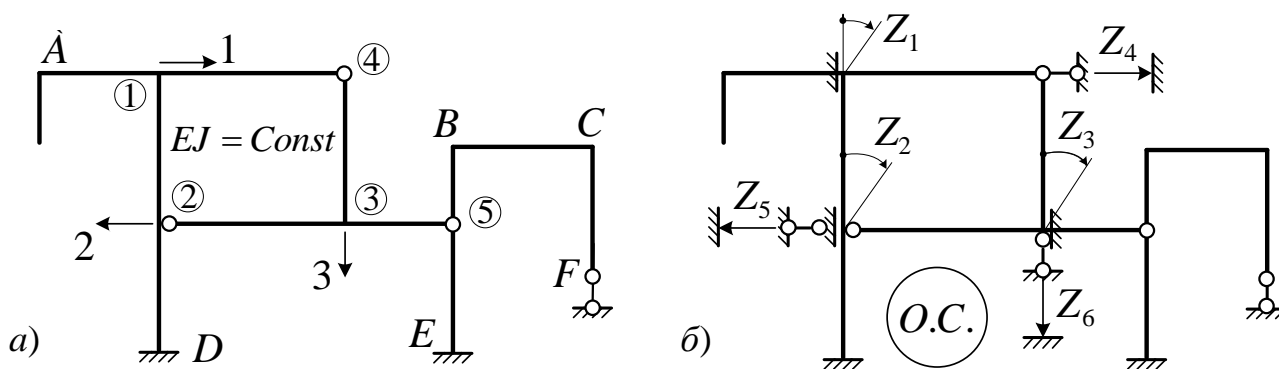 À
1
④
①
EJ = Const
B
C
②
③
⑤
2
3
F
E
D
а)
Z₁
Z₄
Z₂
Z₃
Z₅
O.C.
Z₆
б)